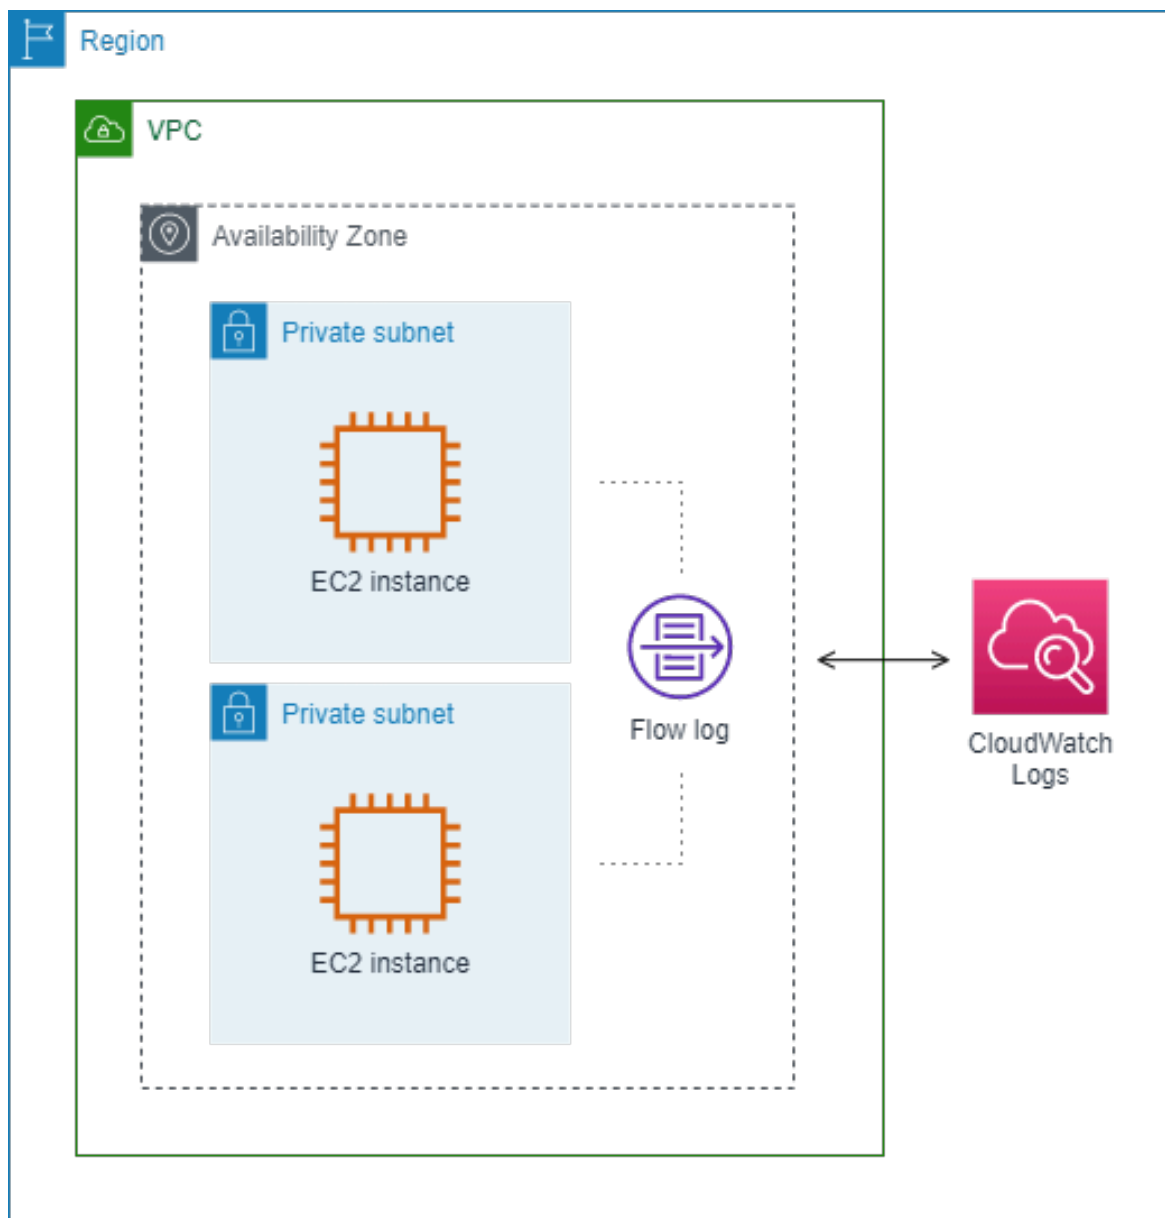 Region
VPC
Availability Zone
Private subnet
EC2 instance
Flow log
Private subnet
EC2 instance
CloudWatch
Logs